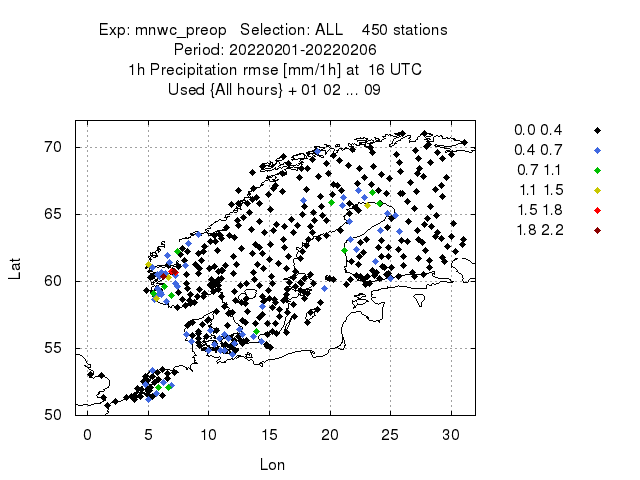 Exp: mnwc_preop Selection: ALL 450 stations
Period: 20220201-20220206
1h Precipitation rmse [mm/1h] at 16 UTC
Used {All hours} + 01 02 ... 09
0.0 0.4
0.4 0.7
0.7 1.1
1.1 1.5
1.5 1.8
1.8 2.2
Lat
70
65
60
55
50
0 5 10 15 20 25 30
Lon